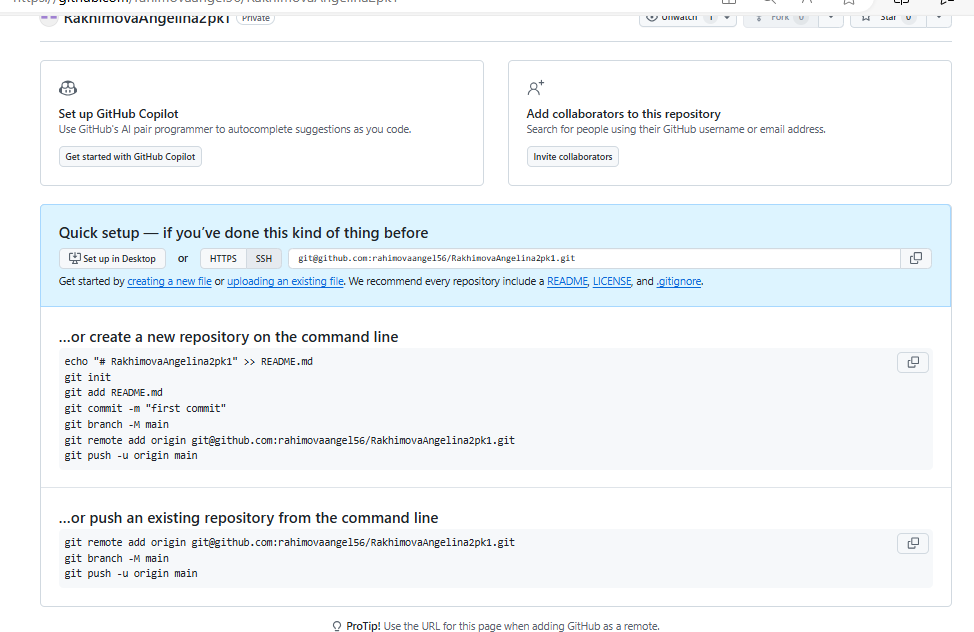 https://github.com/rahimovaangel56/RakhimovaAngelina2pk1
RakhimovaAngelina2pk1 Private
Unwatch 1 Fork 0 Star 0
Set up GitHub Copilot
Use GitHub's AI pair programmer to autocomplete suggestions as you code.
Get started with GitHub Copilot
Add collaborators to this repository
Search for people using their GitHub username or email address.
Invite collaborators
Quick setup — if you've done this kind of thing before
Set up in Desktop or HTTPS SSH git@github.com:rahimovaangel56/RakhimovaAngelina2pk1.git
Get started by creating a new file or uploading an existing file. We recommend every repository include a README, LICENSE, and .gitignore.
…or create a new repository on the command line
echo "# RakhimovaAngelina2pk1" >> README.md
git init
git add README.md
git commit -m "first commit"
git branch -M main
git remote add origin git@github.com:rahimovaangel56/RakhimovaAngelina2pk1.git
git push -u origin main
…or push an existing repository from the command line
git remote add origin git@github.com:rahimovaangel56/RakhimovaAngelina2pk1.git
git branch -M main
git push -u origin main
ProTip! Use the URL for this page when adding GitHub as a remote.